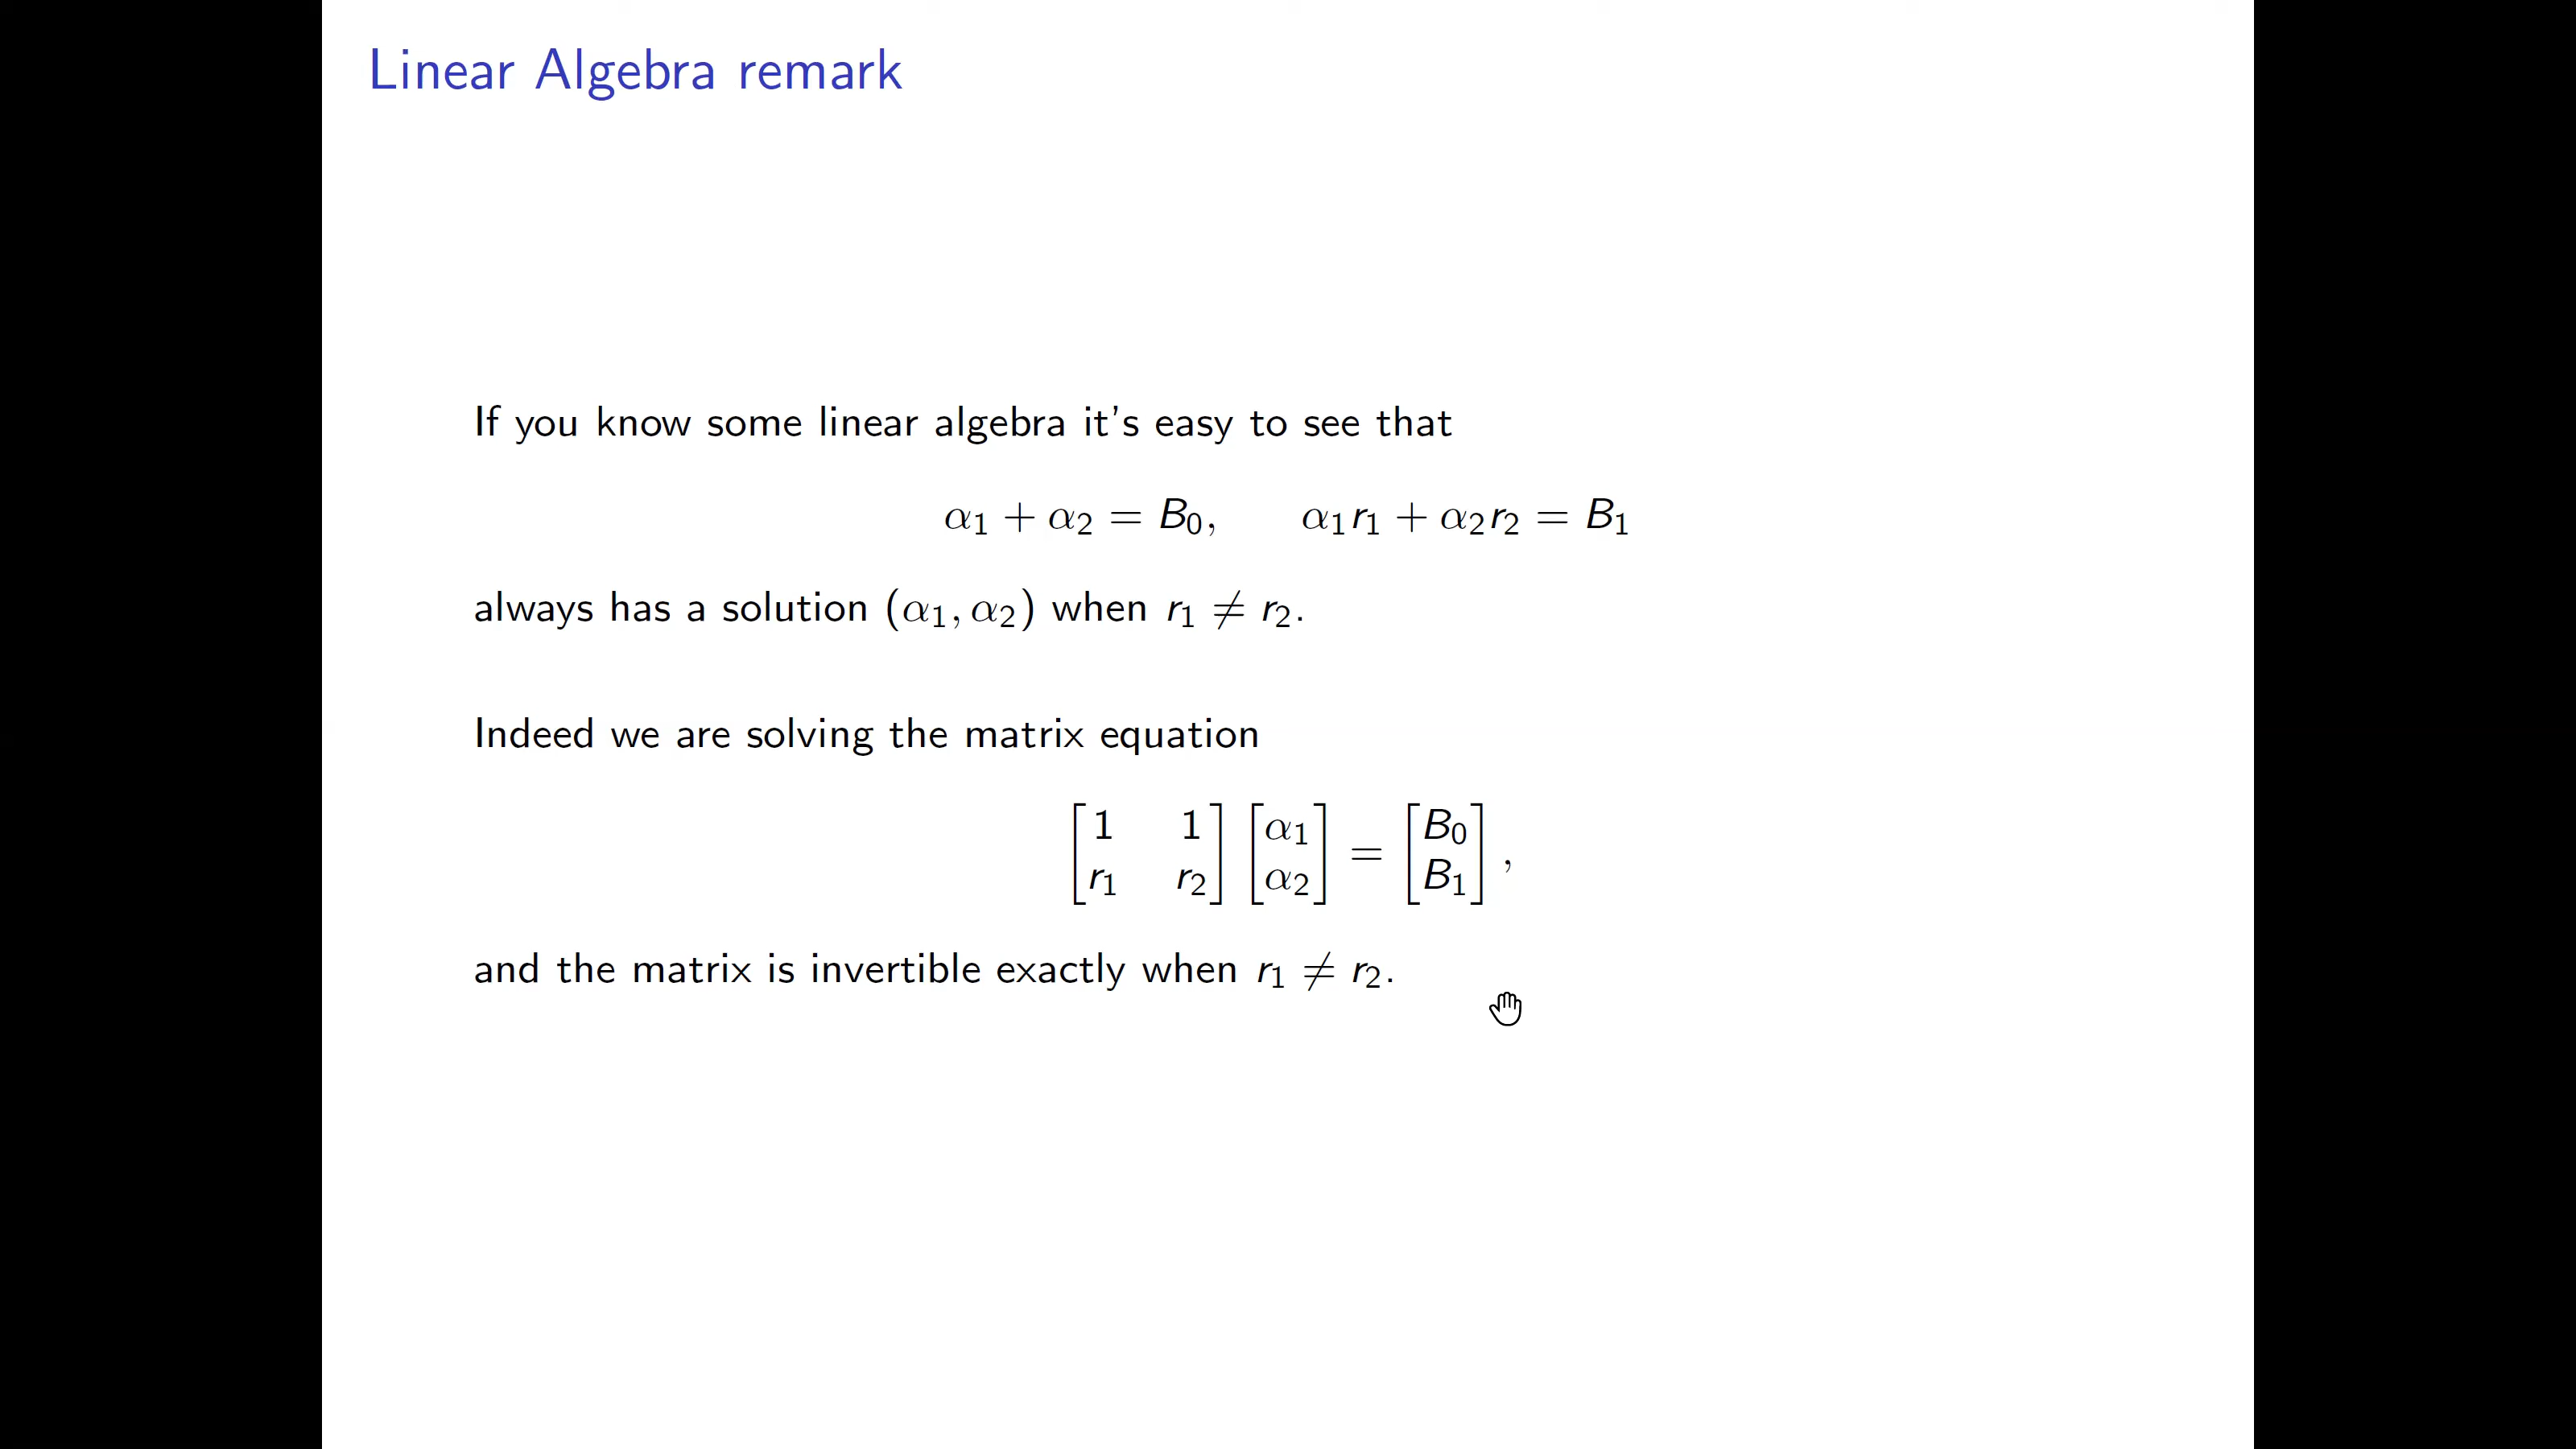 Linear Algebra remark
If you know some linear algebra it's easy to see that
α₁ + α₂ = B₀, α₁r₁ + α₂r₂ = B₁
always has a solution (α₁, α₂) when r₁ ≠ r₂.
Indeed we are solving the matrix equation
[1 1; r₁ r₂] [α₁; α₂] = [B₀; B₁],
and the matrix is invertible exactly when r₁ ≠ r₂.